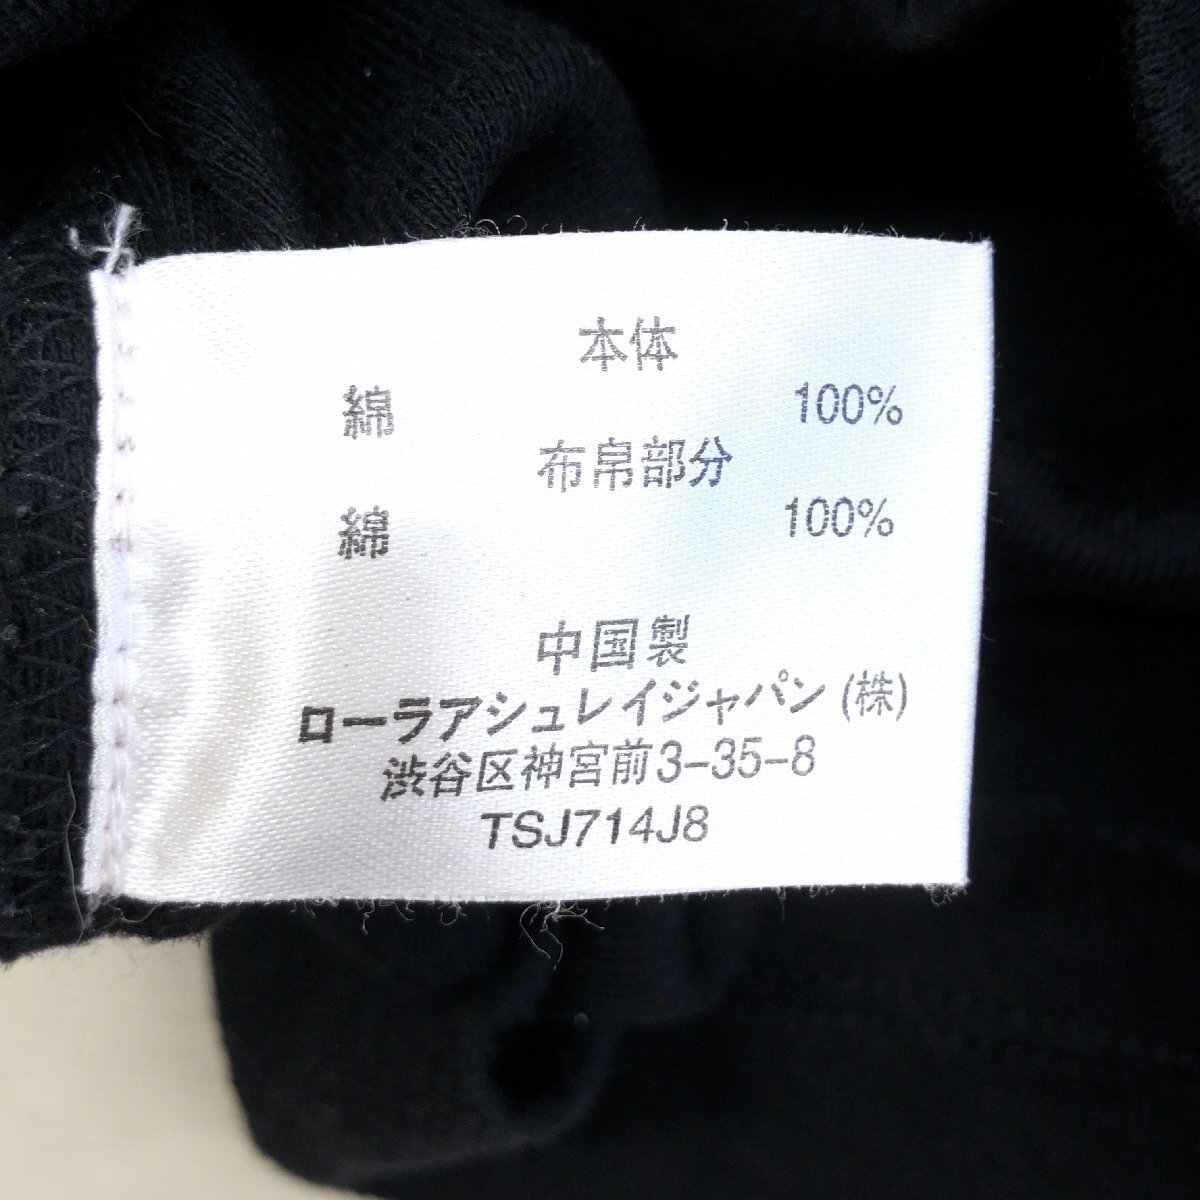 本体
綿 100%
布帛部分
綿 100%
中国製
ローラアシュレイジャパン(株)
渋谷区神宮前3-35-8
TSJ714J8